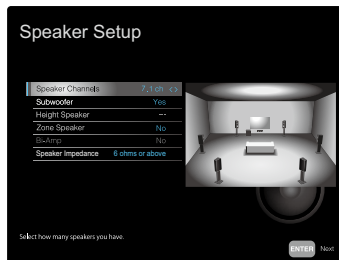 Speaker Setup
Speaker Channels 7.1 ch <>
Subwoofer Yes
Height Speaker --
Zone Speaker No
Bi-Amp No
Speaker Impedance 6 ohms or above
Select how many speakers you have.
ENTER Next